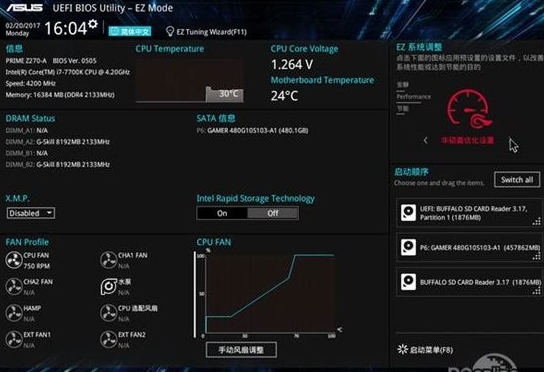 ASUS UEFI BIOS Utility – EZ Mode
02/20/2017
Monday
16:04
简体中文
EZ Tuning Wizard(F11)
信息
PRIME Z270-A BIOS Ver. 0505
Intel(R) Core(TM) i7-7700K CPU @ 4.20GHz
Speed: 4200 MHz
Memory: 16384 MB (DDR4 2133MHz)
CPU Temperature
30°C
CPU Core Voltage
1.264 V
Motherboard Temperature
24°C
EZ 系统调整
点击下面的图标应用预设置的设置文件，以改善
系统性能或达到节能的目的
安静
Performance
节能
华硕最优化设置
DRAM Status
DIMM_A1: N/A
DIMM_A2: G-Skill 8192MB 2133MHz
DIMM_B1: N/A
DIMM_B2: G-Skill 8192MB 2133MHz
SATA 信息
P6: GAMER 480G10S103-A1 (480.1GB)
X.M.P.
Disabled
Intel Rapid Storage Technology
On
Off
启动顺序
Choose one and drag the items.
Switch all
UEFI: BUFFALO SD CARD Reader 3.17,
Partition 1 (1876MB)
P6: GAMER 480G10S103-A1 (457862MB)
BUFFALO SD CARD Reader 3.17 (1876MB)
FAN Profile
CPU FAN
750 RPM
CHA1 FAN
N/A
CHA2 FAN
N/A
水泵
N/A
HAMP
N/A
CPU 选配风扇
N/A
EXT FAN1
N/A
EXT FAN2
N/A
CPU FAN
%
100
50
0
30
70
100
°C
手动风扇调整
启动菜单(F8)